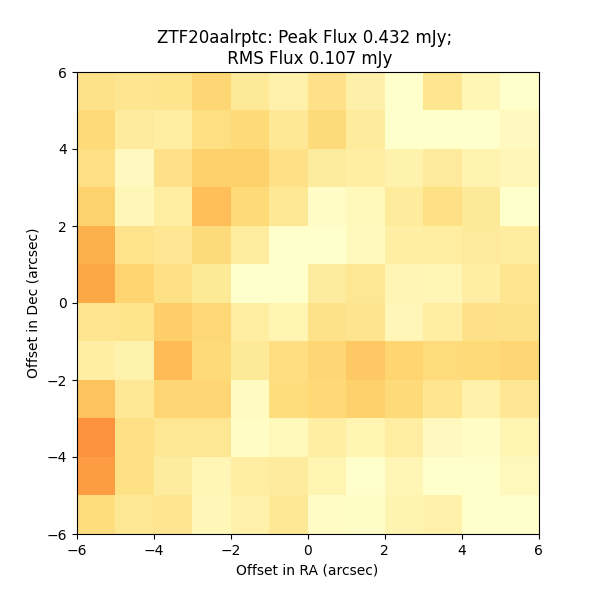 ZTF20aalrptc: Peak Flux 0.432 mJy;
RMS Flux 0.107 mJy
6
4
2
0
−2
−4
−6
Offset in Dec (arcsec)
−6 −4 −2 0 2 4 6
Offset in RA (arcsec)